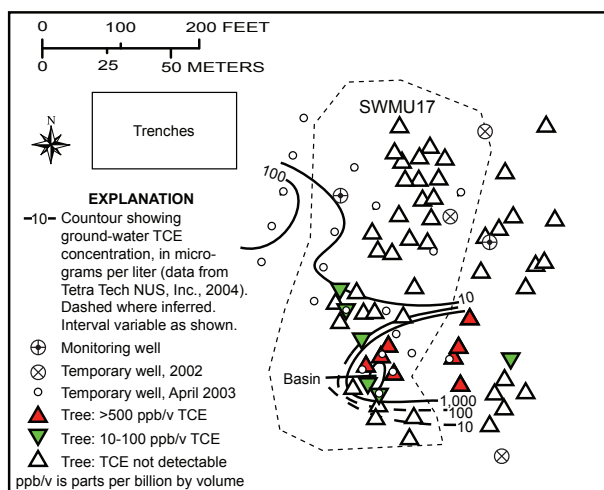 0 100 200 FEET
0 25 50 METERS
N
Trenches
SWMU17
100
EXPLANATION
10 Countour showing
ground-water TCE
concentration, in micro-
grams per liter (data from
Tetra Tech NUS, Inc., 2004).
Dashed where inferred.
Interval variable as shown.
Monitoring well
Temporary well, 2002
Temporary well, April 2003
Tree: >500 ppb/v TCE
Tree: 10-100 ppb/v TCE
Tree: TCE not detectable
ppb/v is parts per billion by volume
10
Basin
1,000
100
10